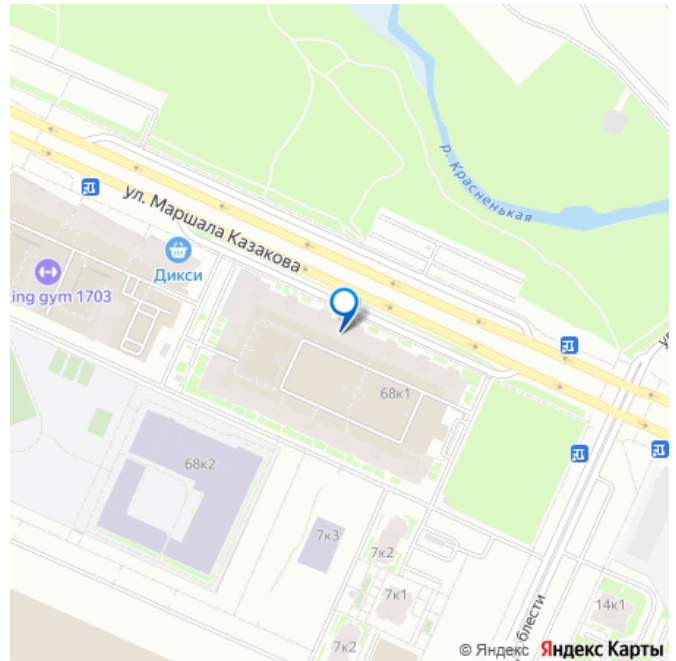 р. Красненькая
ул. Маршала Казакова
Дикси
king gym 1703
68к1
68к2
7к3
7к2
7к1
14к1
7к2
блести
© Яндекс Яндекс Карты